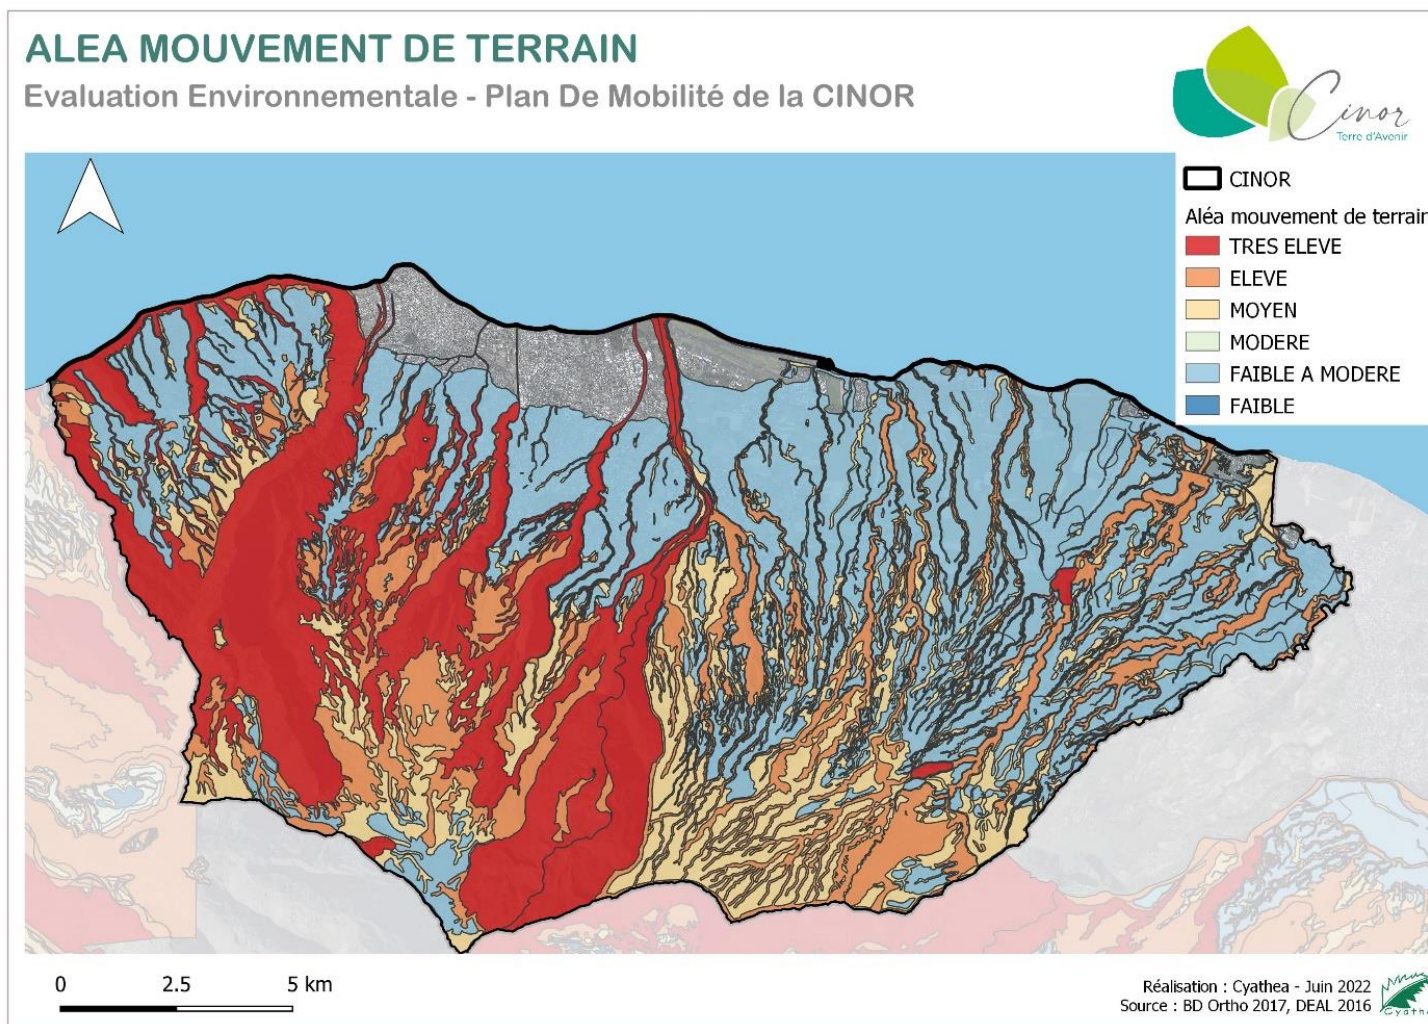 ALEA MOUVEMENT DE TERRAIN
Evaluation Environnementale - Plan De Mobilité de la CINOR
Cinor
Terre d'Avenir
CINOR
Aléa mouvement de terrain
TRES ELEVE
ELEVE
MOYEN
MODERE
FAIBLE A MODERE
FAIBLE
0 2.5 5 km
Réalisation : Cyathea - Juin 2022
Source : BD Ortho 2017, DEAL 2016